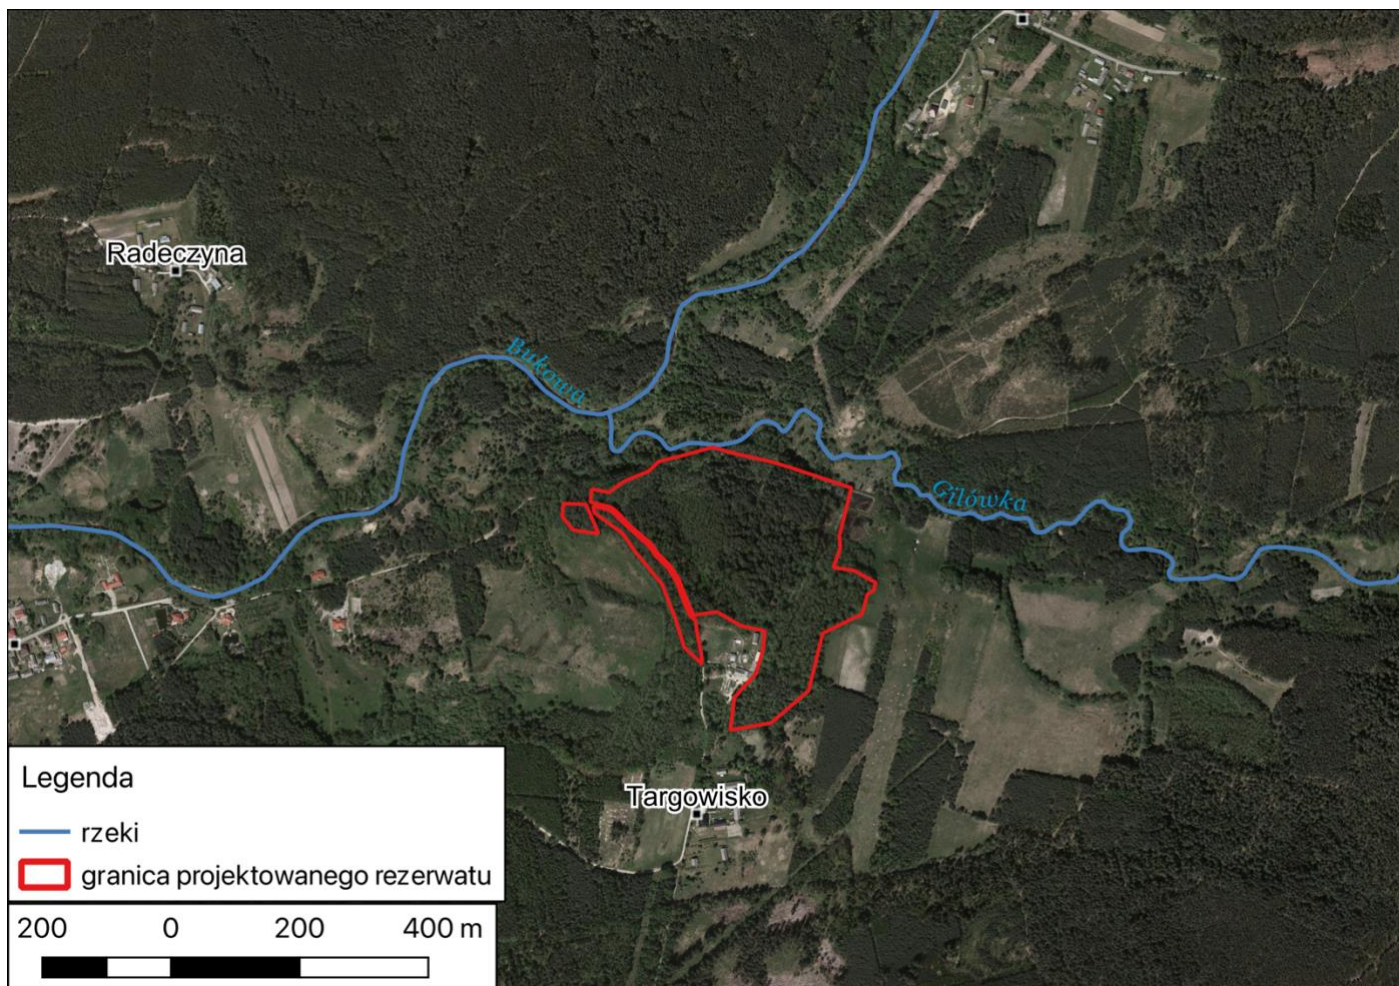 Radeczyna
Bukowa
Gilówka
Targowisko
Legenda
rzeki
granica projektowanego rezerwatu
200 0 200 400 m